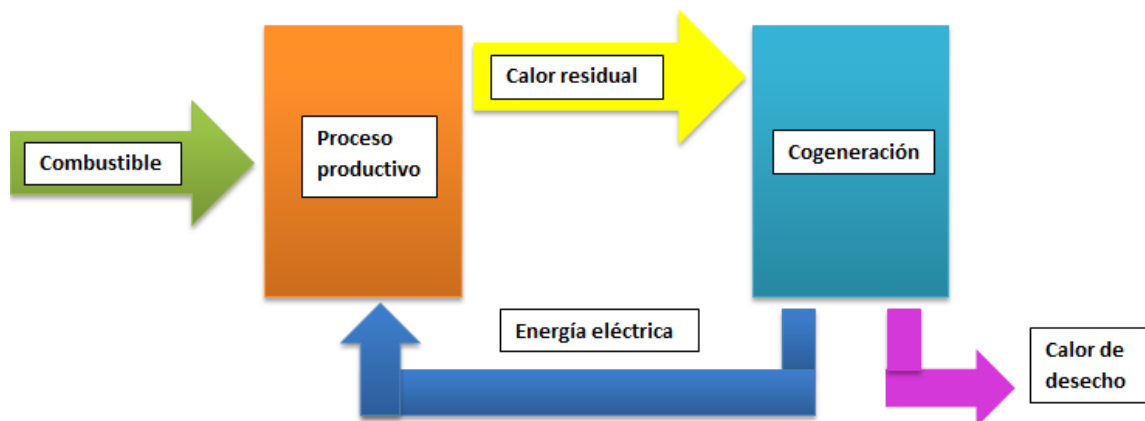 Combustible
Proceso
productivo
Calor residual
Cogeneración
Energía eléctrica
Calor de
desecho